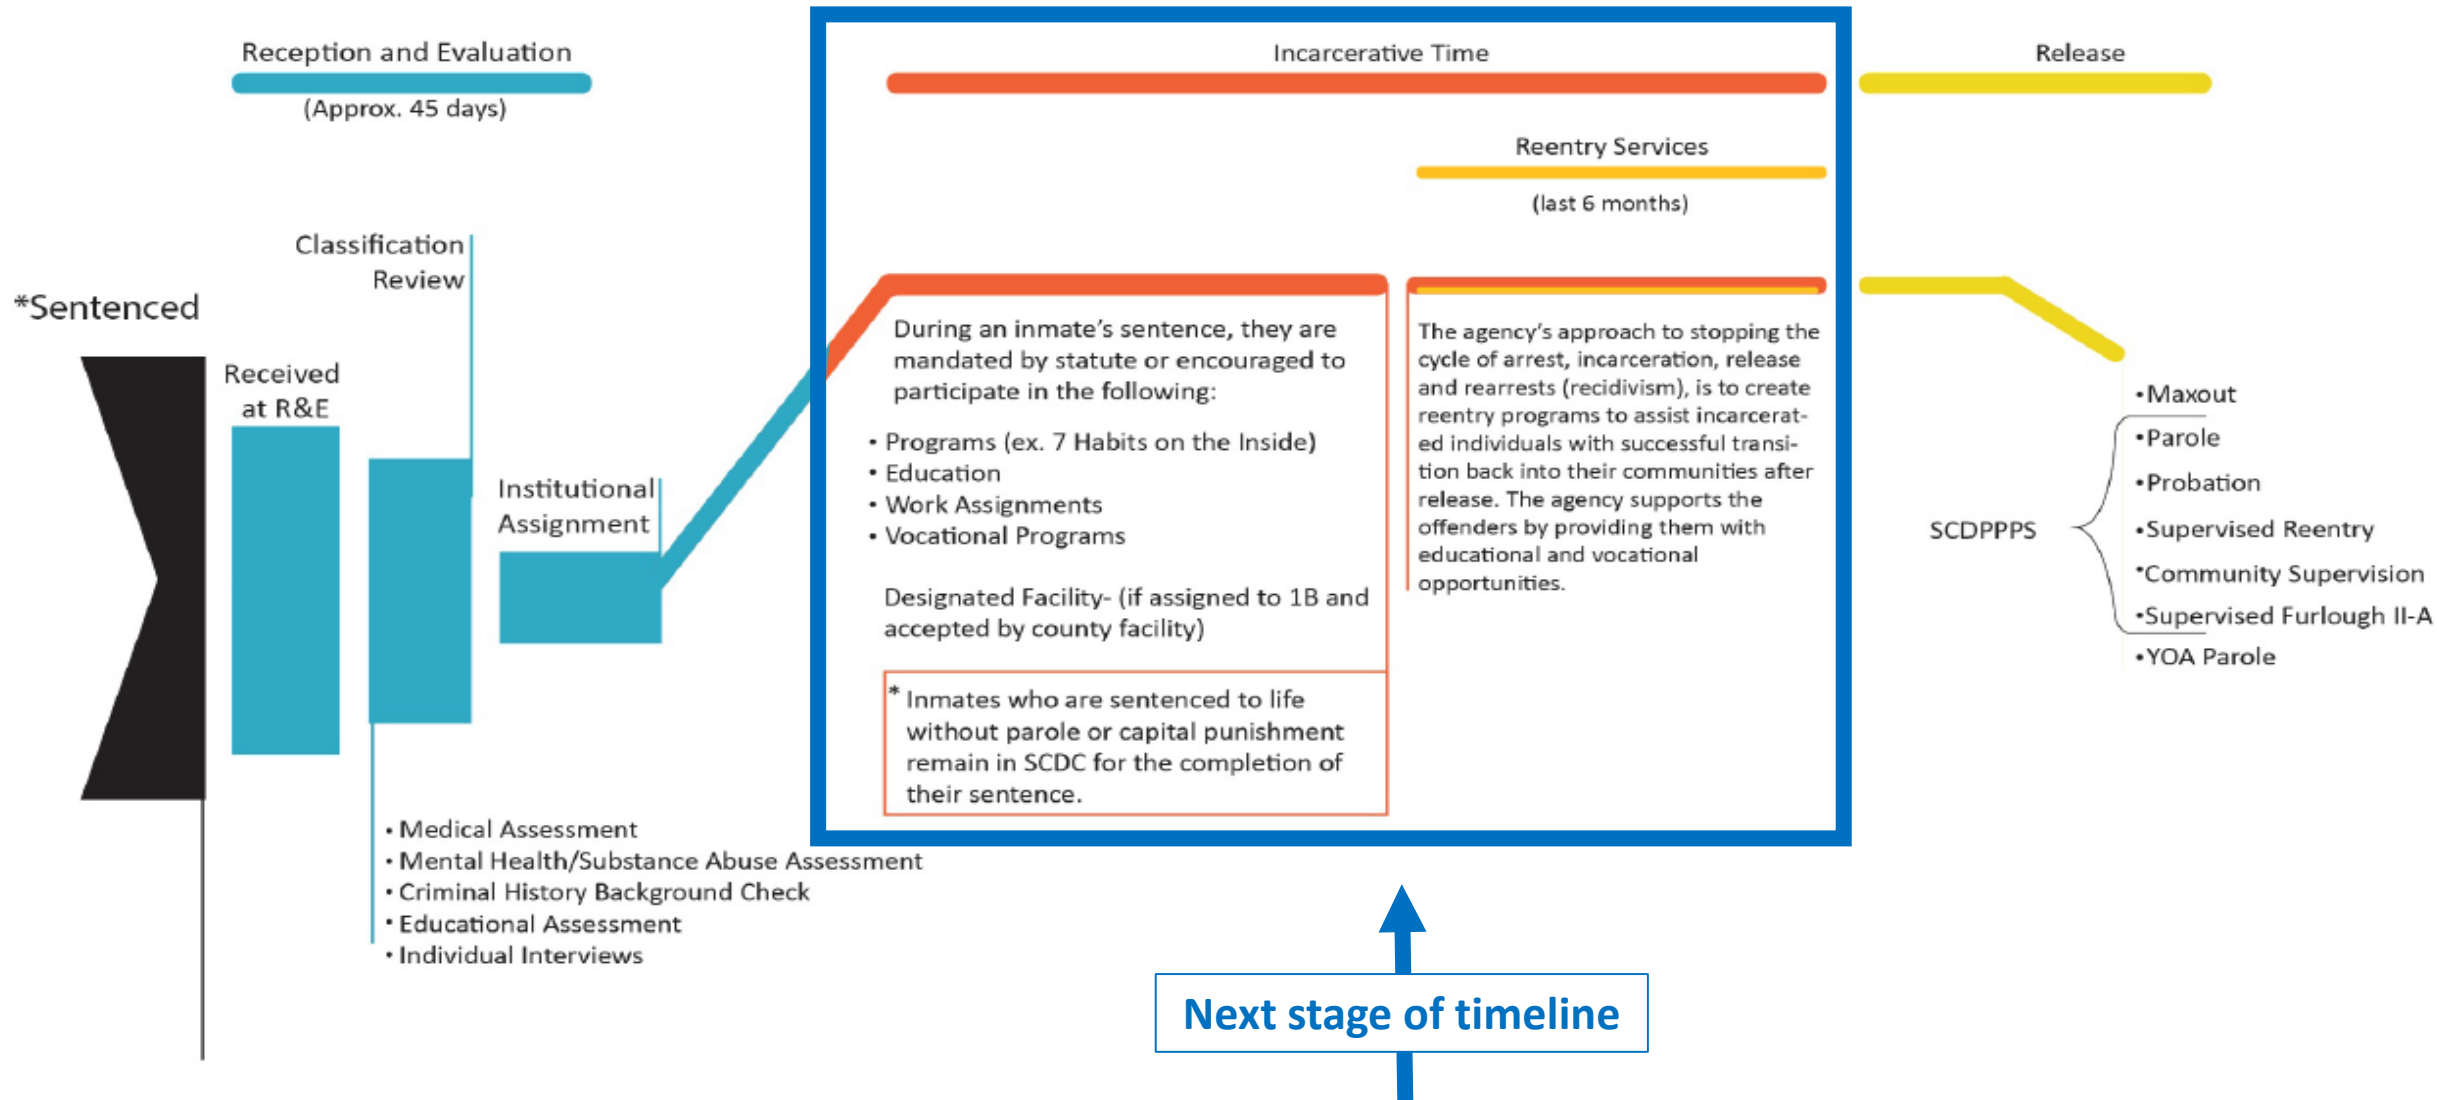 Reception and Evaluation
(Approx. 45 days)
Incarcerative Time
Release
Reentry Services
(last 6 months)
*Sentenced
Received
at R&E
Classification
Review
Institutional
Assignment
• Medical Assessment
• Mental Health/Substance Abuse Assessment
• Criminal History Background Check
• Educational Assessment
• Individual Interviews
During an inmate's sentence, they are
mandated by statute or encouraged to
participate in the following:
• Programs (ex. 7 Habits on the Inside)
• Education
• Work Assignments
• Vocational Programs
Designated Facility- (if assigned to 1B and
accepted by county facility)
* Inmates who are sentenced to life
without parole or capital punishment
remain in SCDC for the completion of
their sentence.
The agency's approach to stopping the
cycle of arrest, incarceration, release
and rearrests (recidivism), is to create
reentry programs to assist incarcerat-
ed individuals with successful transi-
tion back into their communities after
release. The agency supports the
offenders by providing them with
educational and vocational
opportunities.
SCDPPPS
•Maxout
•Parole
•Probation
•Supervised Reentry
•Community Supervision
•Supervised Furlough II-A
•YOA Parole
Next stage of timeline